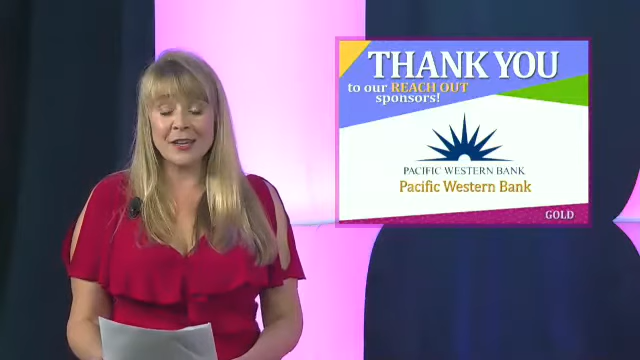 THANK YOU
to our REACH OUT
sponsors!
PACIFIC WESTERN BANK
Pacific Western Bank
GOLD